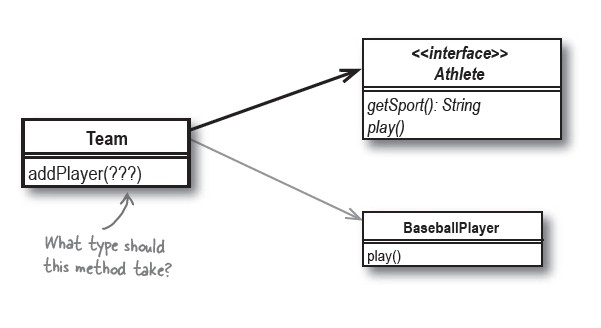 <<interface>>
Athlete
getSport(): String
play()
Team
addPlayer(???)
What type should
this method take?
BaseballPlayer
play()